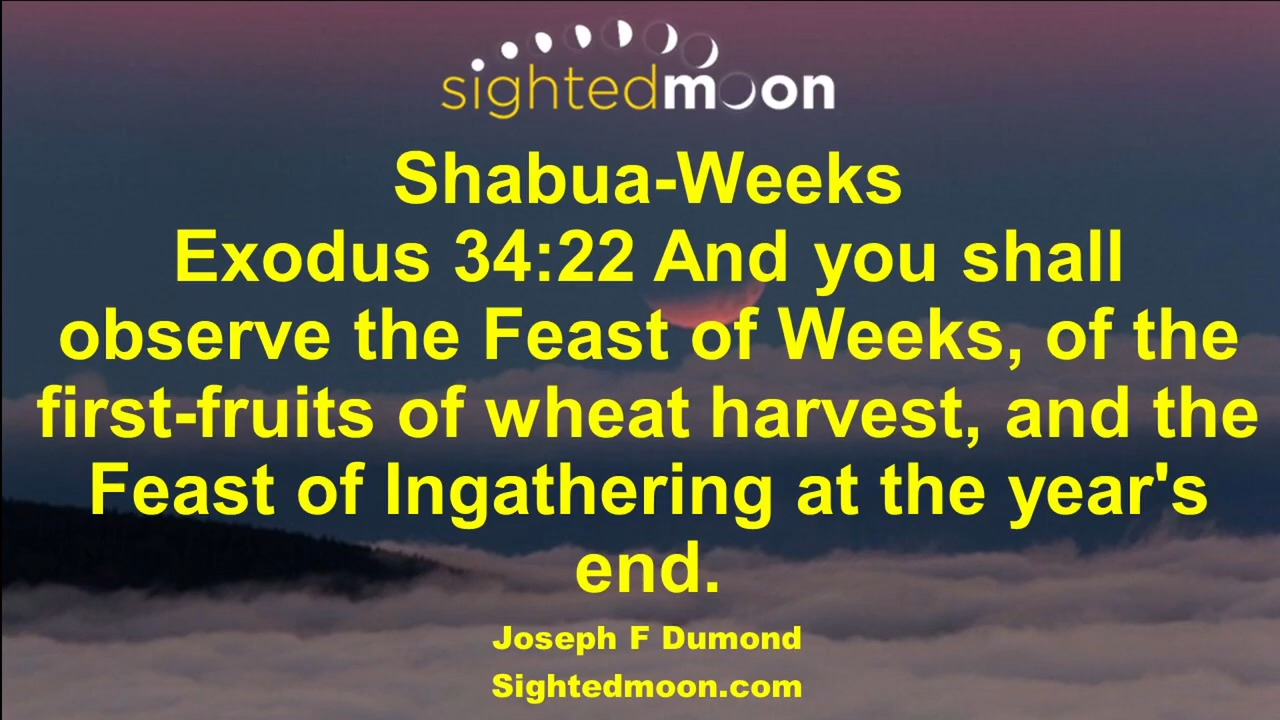 sightedmoon
Shabua-Weeks
Exodus 34:22 And you shall
observe the Feast of Weeks, of the
first-fruits of wheat harvest, and the
Feast of Ingathering at the year's
end.
Joseph F Dumond
Sightedmoon.com